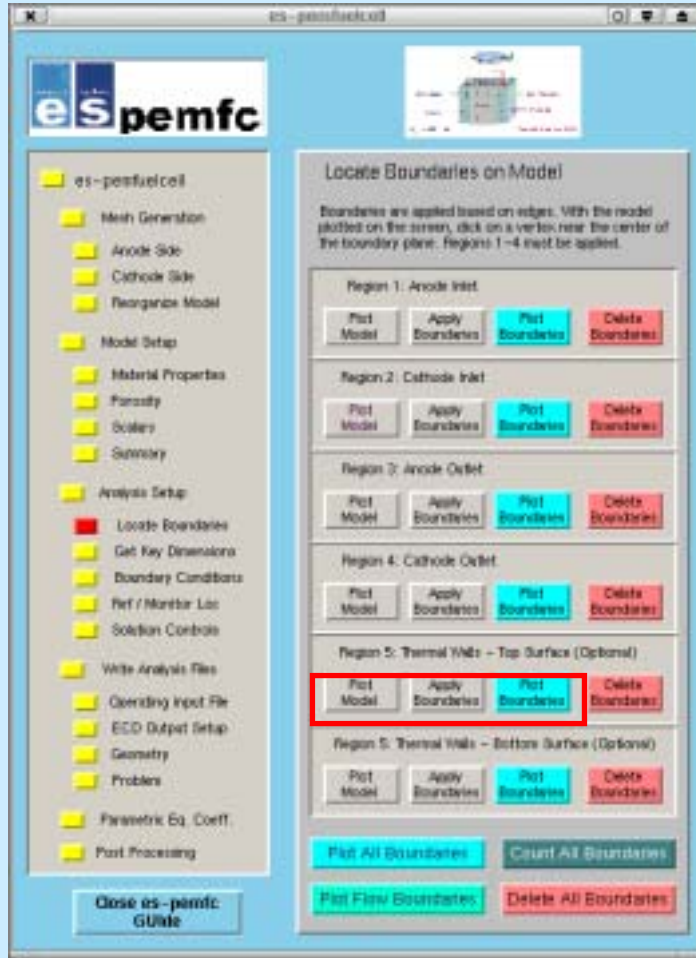 es-pemfuelcell
es pemfc
es-pemfuelcell
Mesh Generation
Anode Side
Cathode Side
Reorganize Model
Model Setup
Material Properties
Porosity
Scalars
Summary
Analysis Setup
Locate Boundaries
Get Key Dimensions
Boundary Conditions
Ref / Monitor Loc
Solution Controls
Write Analysis Files
Operating Input File
ECO Output Setup
Geometry
Problem
Parametric Eq. Coeff.
Post Processing
Close es-pemfc
GUIde
Locate Boundaries on Model
Boundaries are applied based on edges. With the model
plotted on the screen, click on a vertex near the center of
the boundary plane. Regions 1-4 must be applied.
Region 1: Anode Inlet
Plot Model Apply Boundaries Plot Boundaries Delete Boundaries
Region 2: Cathode Inlet
Plot Model Apply Boundaries Plot Boundaries Delete Boundaries
Region 3: Anode Outlet
Plot Model Apply Boundaries Plot Boundaries Delete Boundaries
Region 4: Cathode Outlet
Plot Model Apply Boundaries Plot Boundaries Delete Boundaries
Region 5: Thermal Walls - Top Surface (Optional)
Plot Model Apply Boundaries Plot Boundaries Delete Boundaries
Region 5: Thermal Walls - Bottom Surface (Optional)
Plot Model Apply Boundaries Plot Boundaries Delete Boundaries
Plot All Boundaries Count All Boundaries
Plot Flow Boundaries Delete All Boundaries